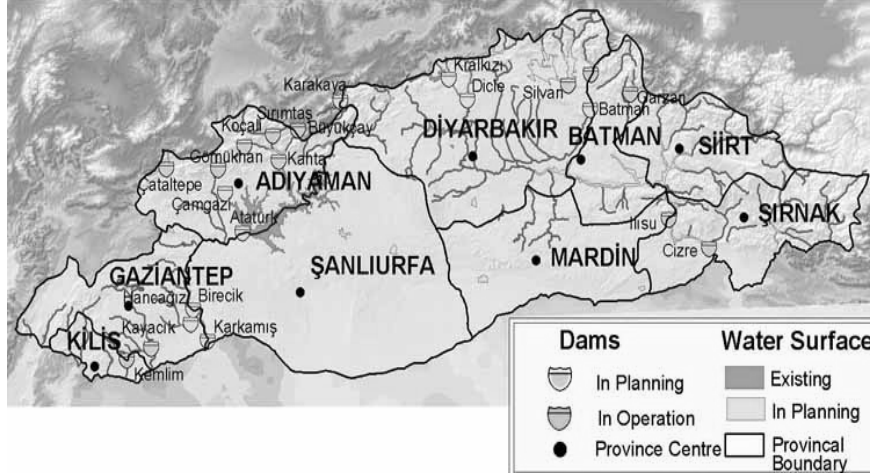 Karakaya
Kralkızı
Dicle
Silvan
Garzan
Batman
Sırımtaş
Koçali
Büyükçay
DİYARBAKIR
BATMAN
SİİRT
Gömükhan
Kahta
Çataltepe
ADIYAMAN
Çamgazi
Atatürk
Ilısu
ŞIRNAK
Cizre
MARDİN
ŞANLIURFA
GAZİANTEP
Hancağız
Birecik
Kayacık
Karkamış
KİLİS
Kemlim
Dams
Water Surface
In Planning
Existing
In Operation
In Planning
Province Centre
Provincal
Boundary